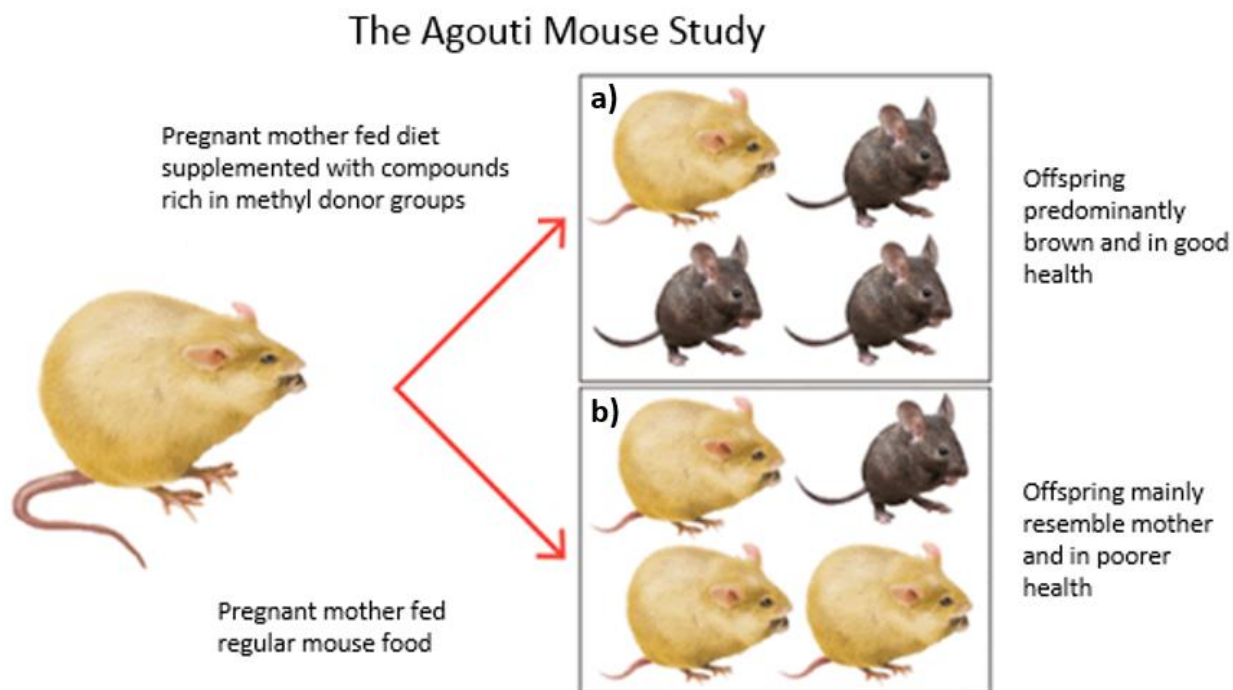 The Agouti Mouse Study
Pregnant mother fed diet
supplemented with compounds
rich in methyl donor groups
a)
Offspring
predominantly
brown and in good
health
b)
Offspring mainly
resemble mother
and in poorer
health
Pregnant mother fed
regular mouse food